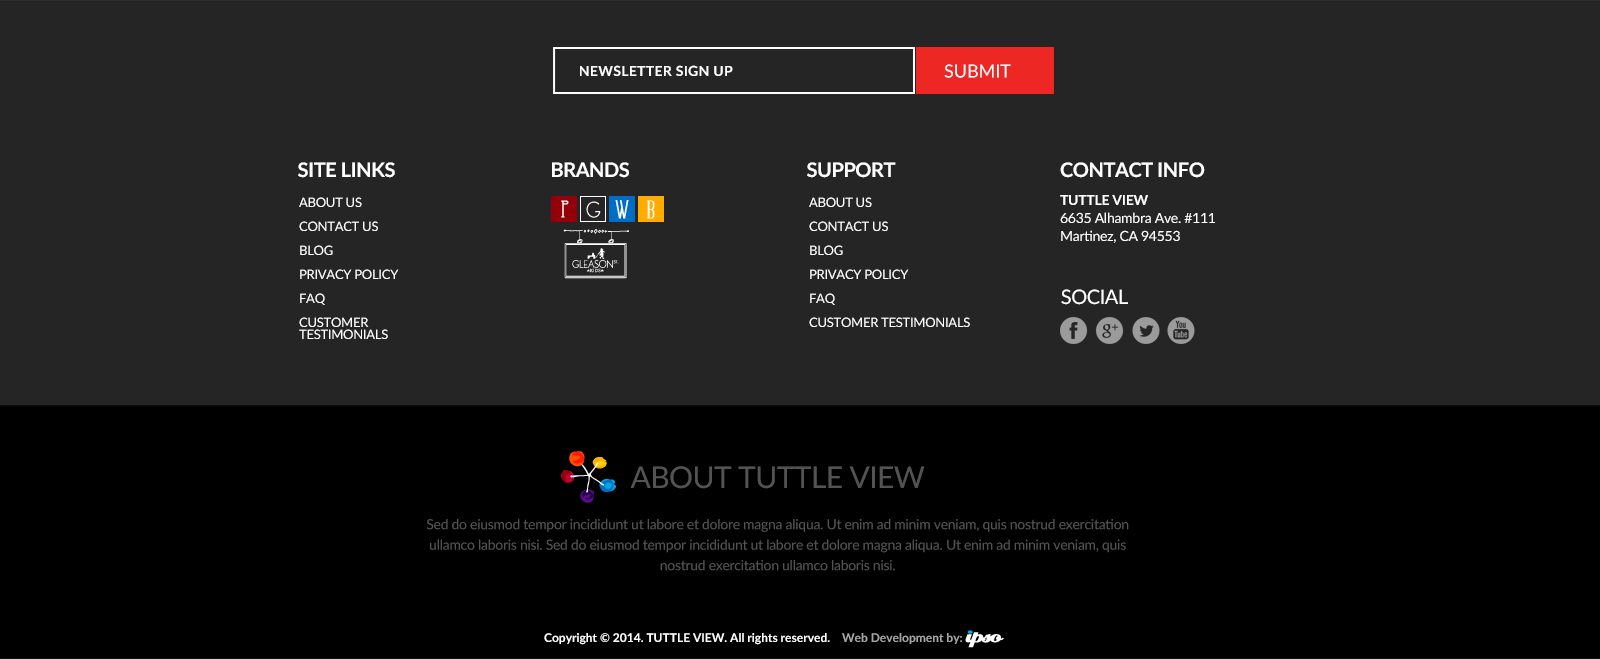 NEWSLETTER SIGN UP
SUBMIT
SITE LINKS
ABOUT US
CONTACT US
BLOG
PRIVACY POLICY
FAQ
CUSTOMER
TESTIMONIALS
BRANDS
P G W B
GLEASON
SUPPORT
ABOUT US
CONTACT US
BLOG
PRIVACY POLICY
FAQ
CUSTOMER TESTIMONIALS
CONTACT INFO
TUTTLE VIEW
6635 Alhambra Ave. #111
Martinez, CA 94553
SOCIAL
f g+ You Tube
ABOUT TUTTLE VIEW
Sed do eiusmod tempor incididunt ut labore et dolore magna aliqua. Ut enim ad minim veniam, quis nostrud exercitation
ullamco laboris nisi. Sed do eiusmod tempor incididunt ut labore et dolore magna aliqua. Ut enim ad minim veniam, quis
nostrud exercitation ullamco laboris nisi.
Copyright © 2014. TUTTLE VIEW. All rights reserved. Web Development by: ipso